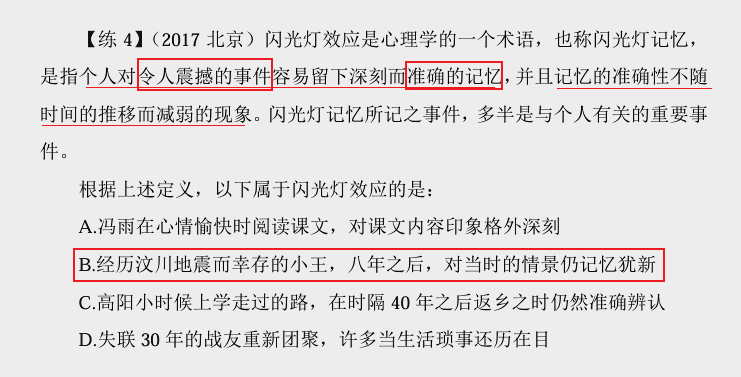 【练 4】（2017 北京）闪光灯效应是心理学的一个术语，也称闪光灯记忆，
是指个人对令人震撼的事件容易留下深刻而准确的记忆，并且记忆的准确性不随
时间的推移而减弱的现象。闪光灯记忆所记之事件，多半是与个人有关的重要事
件。
根据上述定义，以下属于闪光灯效应的是：
A.冯雨在心情愉快时阅读课文，对课文内容印象格外深刻
B.经历汶川地震而幸存的小王，八年之后，对当时的情景仍记忆犹新
C.高阳小时候上学走过的路，在时隔 40 年之后返乡之时仍然准确辨认
D.失联 30 年的战友重新团聚，许多当生活琐事还历在目